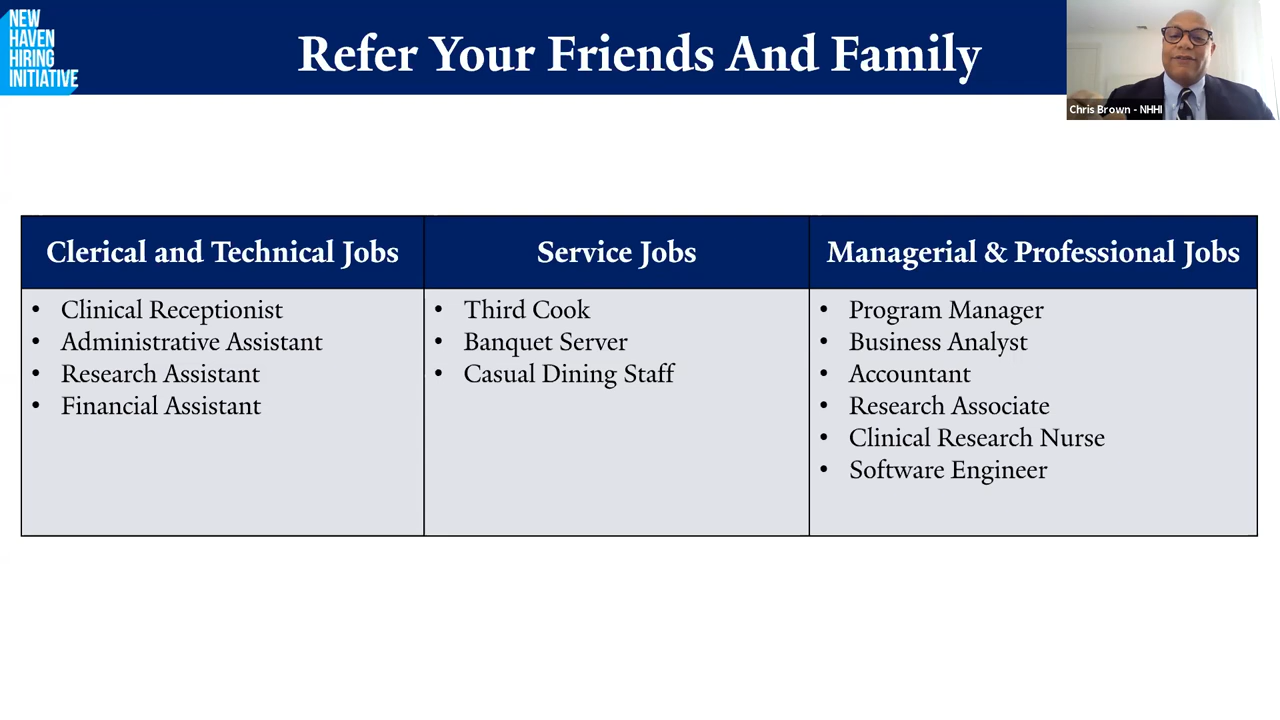 NEW
HAVEN
HIRING
INITIATIVE
Refer Your Friends And Family
Chris Brown - NHHI
Clerical and Technical Jobs
• Clinical Receptionist
• Administrative Assistant
• Research Assistant
• Financial Assistant
Service Jobs
• Third Cook
• Banquet Server
• Casual Dining Staff
Managerial & Professional Jobs
• Program Manager
• Business Analyst
• Accountant
• Research Associate
• Clinical Research Nurse
• Software Engineer